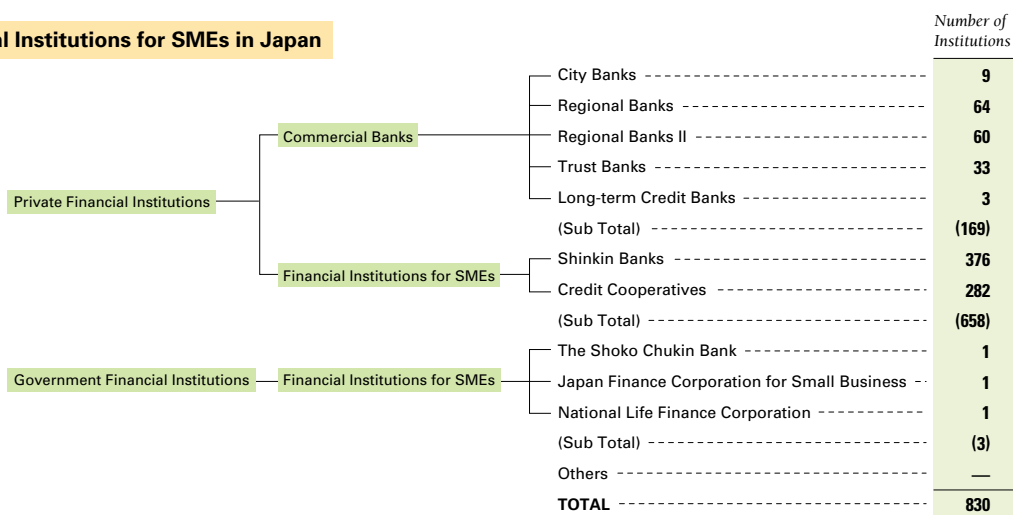 Number of
Institutions
Institutions for SMEs in Japan
City Banks 9
Regional Banks 64
Commercial Banks
Regional Banks II 60
Trust Banks 33
Private Financial Institutions
Long-term Credit Banks 3
(Sub Total) (169)
Shinkin Banks 376
Financial Institutions for SMEs
Credit Cooperatives 282
(Sub Total) (658)
The Shoko Chukin Bank 1
Government Financial Institutions
Financial Institutions for SMEs
Japan Finance Corporation for Small Business 1
National Life Finance Corporation 1
(Sub Total) (3)
Others —
TOTAL 830